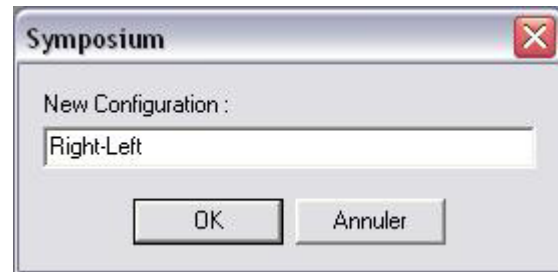 Symposium
New Configuration :
Right-Left
OK
Annuler